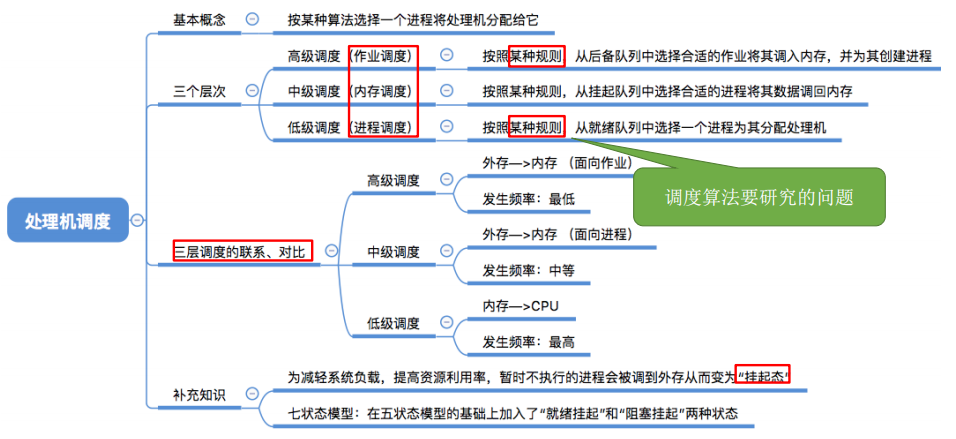 处理机调度
基本概念
按某种算法选择一个进程将处理机分配给它
三个层次
高级调度（作业调度）
按照某种规则，从后备队列中选择合适的作业将其调入内存，并为其创建进程
中级调度（内存调度）
按照某种规则，从挂起队列中选择合适的进程将其数据调回内存
低级调度（进程调度）
按照某种规则，从就绪队列中选择一个进程为其分配处理机
调度算法要研究的问题
三层调度的联系、对比
高级调度
外存—>内存 （面向作业）
发生频率：最低
中级调度
外存—>内存 （面向进程）
发生频率：中等
低级调度
内存—>CPU
发生频率：最高
补充知识
为减轻系统负载，提高资源利用率，暂时不执行的进程会被调到外存从而变为“挂起态”
七状态模型：在五状态模型的基础上加入了“就绪挂起”和“阻塞挂起”两种状态